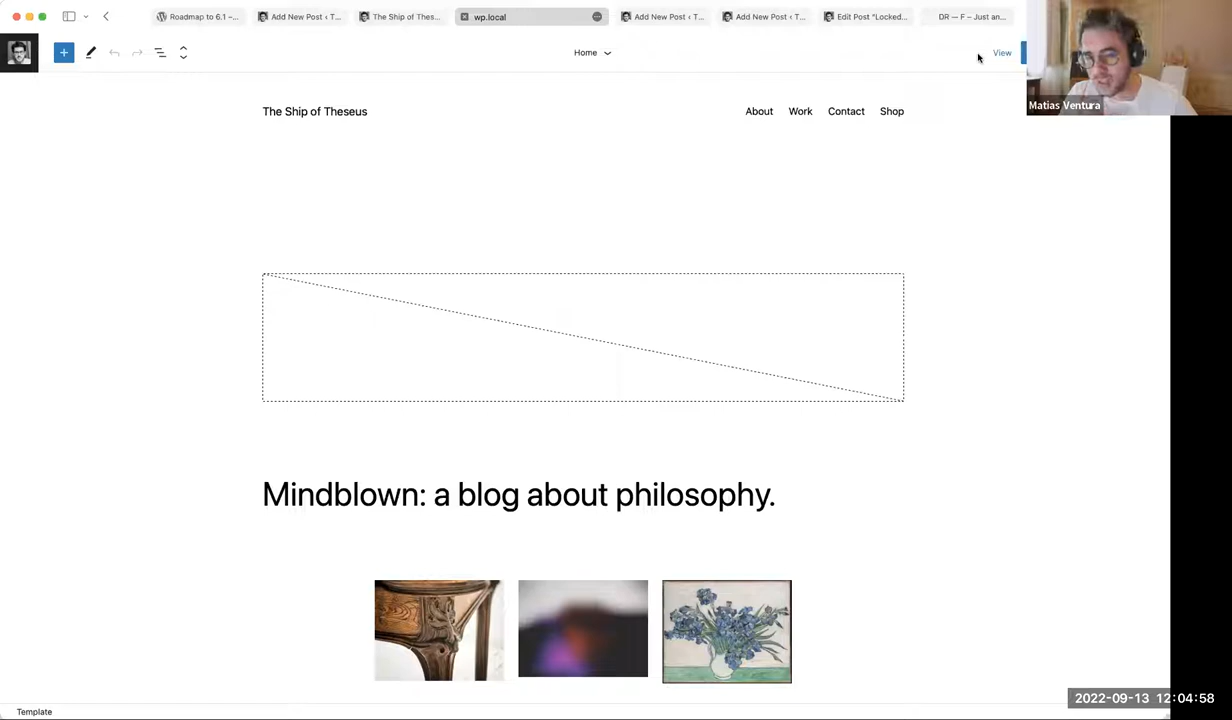 Roadmap to 6.1 –...
Add New Post ‹ T...
The Ship of Thes...
wp.local
Add New Post ‹ T...
Add New Post ‹ T...
Edit Post "Locked...
DR — F – Just an...
Home
View
Matias Ventura
The Ship of Theseus
About Work Contact Shop
Mindblown: a blog about philosophy.
Template
2022-09-13 12:04:58